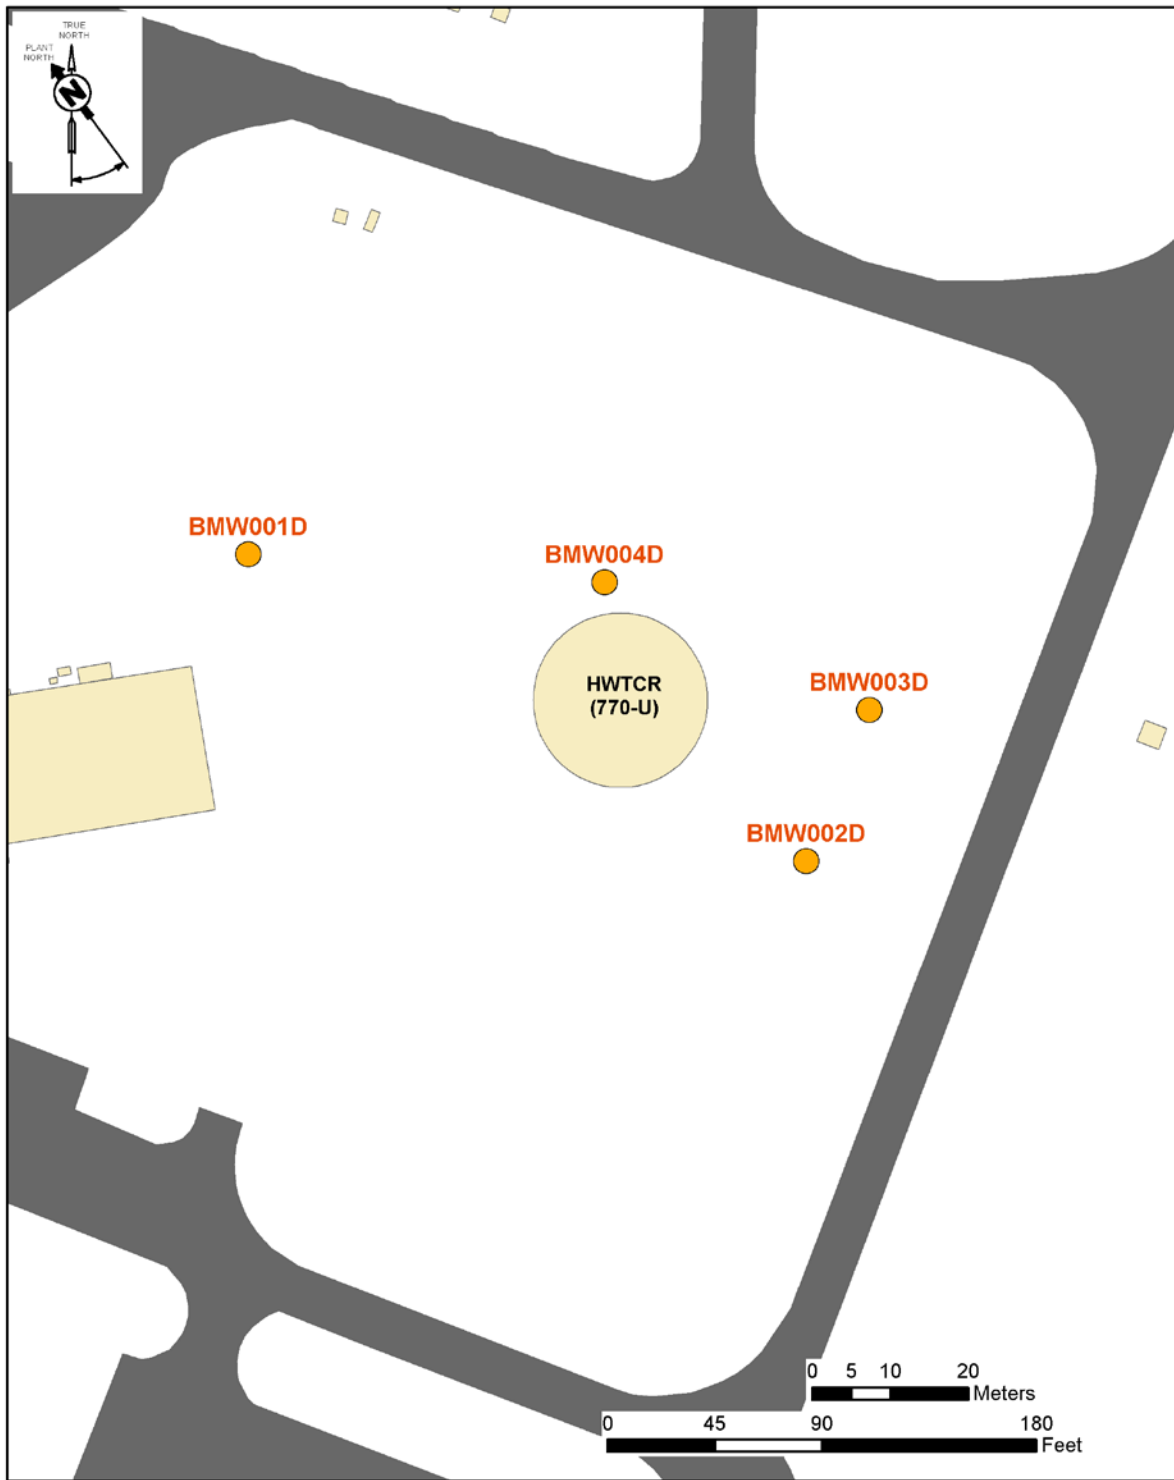 TRUE
NORTH
PLANT
NORTH
N
BMW001D
BMW004D
HWTCR
(770-U)
BMW003D
BMW002D
0 5 10 20
Meters
0 45 90 180
Feet